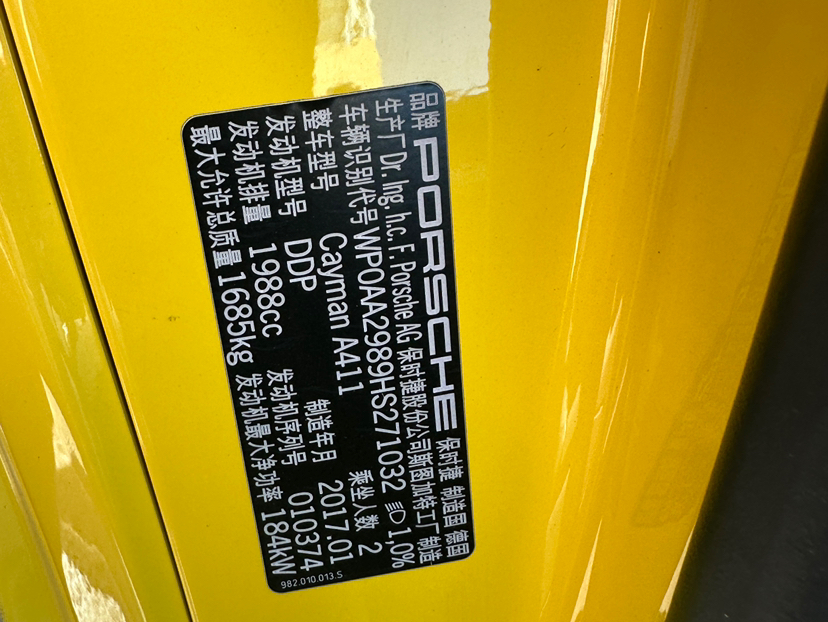 品牌 PORSCHE 保时捷 制造国 德国
生产厂 Dr. Ing. h.c. F. Porsche AG 保时捷股份公司斯图加特工厂制造
车辆识别代号 WP0AA2989HS271032 1,0%
整车型号 Cayman A411 乘坐人数 2
发动机型号 DDP 制造年月 2017.01
发动机排量 1988cc 发动机序列号 010374
最大允许总质量 1685kg 发动机最大净功率 184kW
982.010.013.S